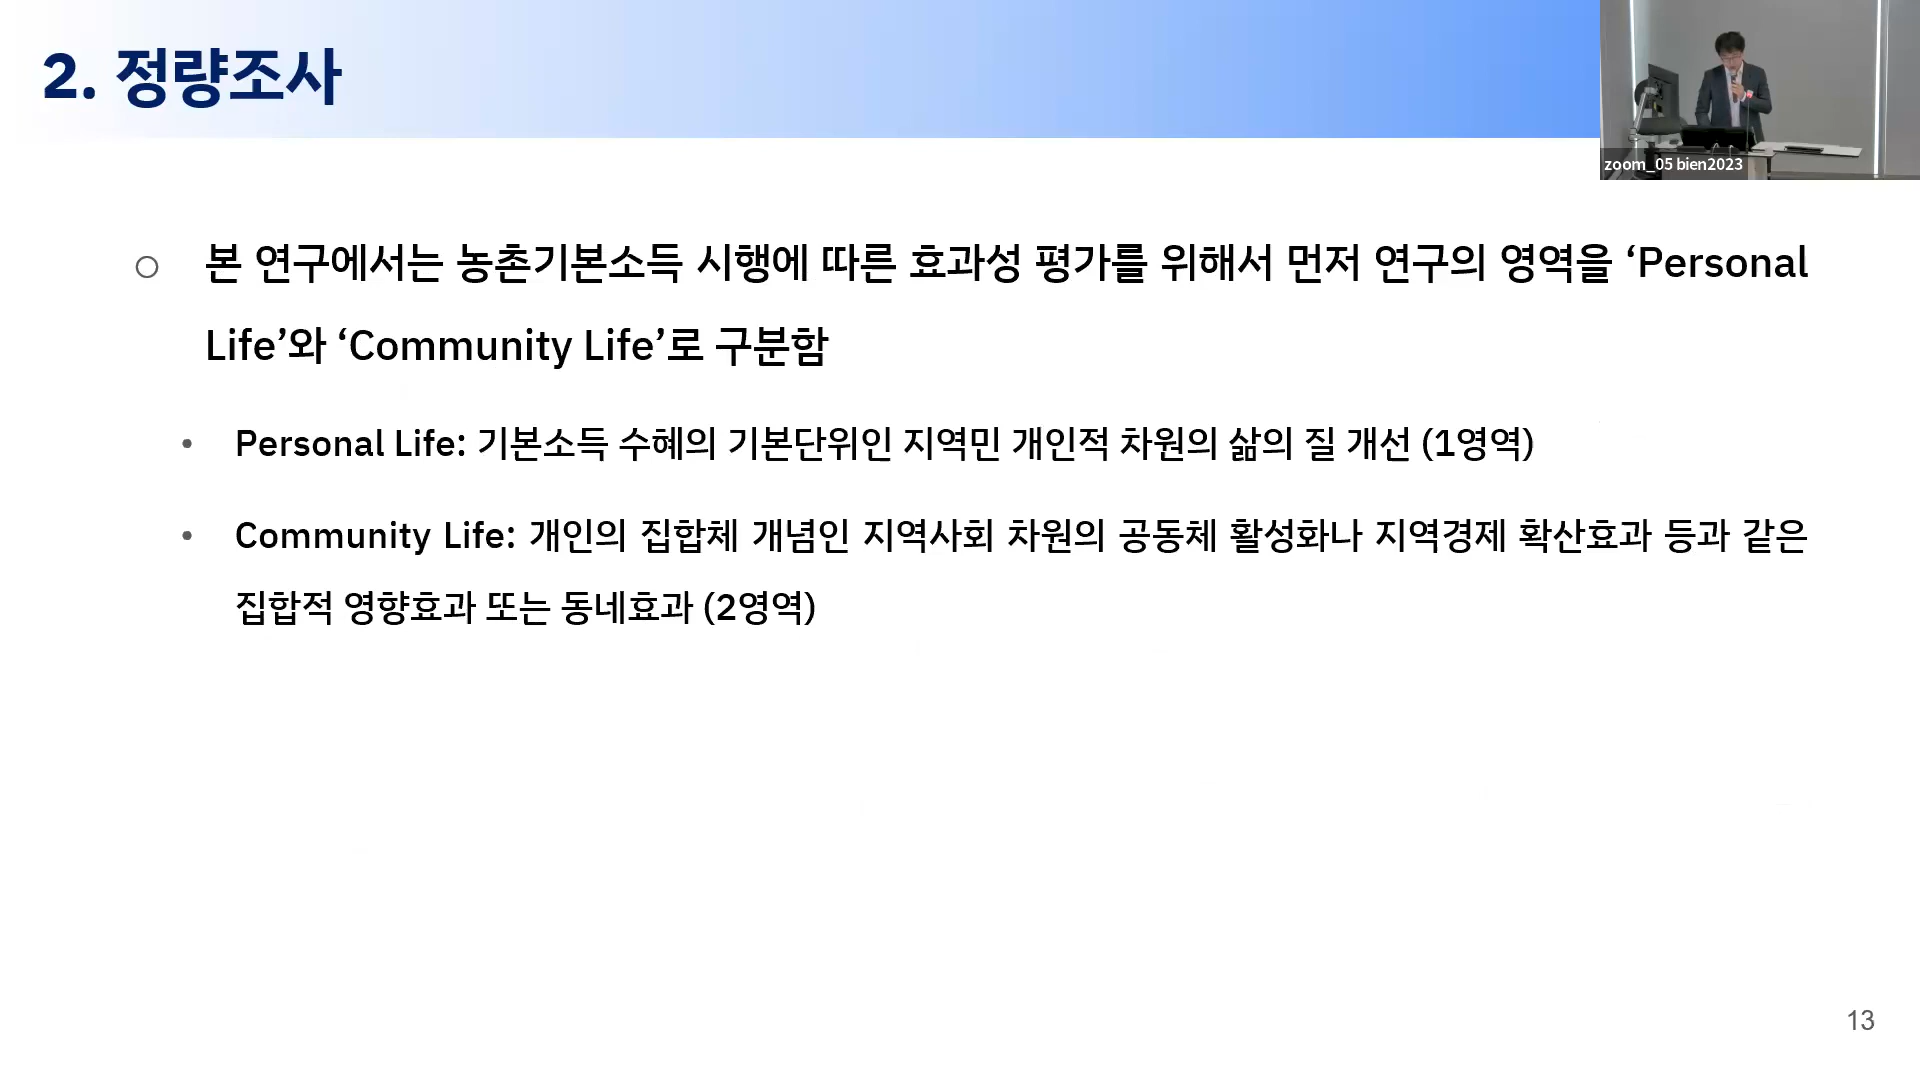 2. 정량조사
zoom_05 bien2023
○ 본 연구에서는 농촌기본소득 시행에 따른 효과성 평가를 위해서 먼저 연구의 영역을 ‘Personal
Life’와 ‘Community Life’로 구분함
• Personal Life: 기본소득 수혜의 기본단위인 지역민 개인적 차원의 삶의 질 개선 (1영역)
• Community Life: 개인의 집합체 개념인 지역사회 차원의 공동체 활성화나 지역경제 확산효과 등과 같은
집합적 영향효과 또는 동네효과 (2영역)
13